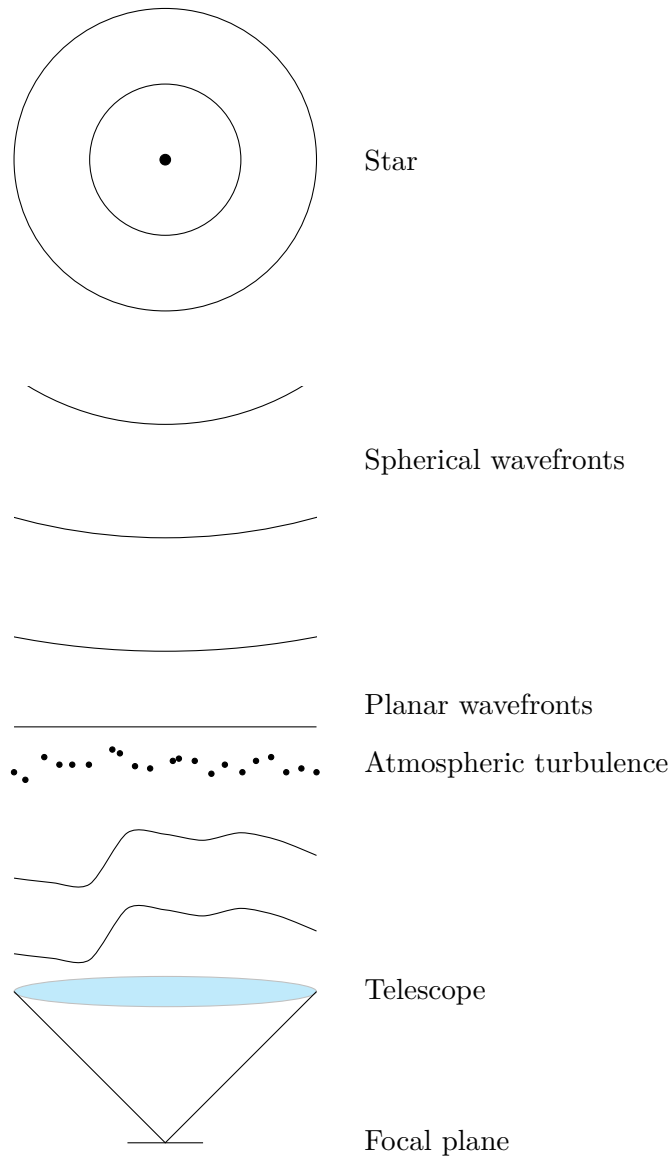 Star
Spherical wavefronts
Planar wavefronts
Atmospheric turbulence
Telescope
Focal plane